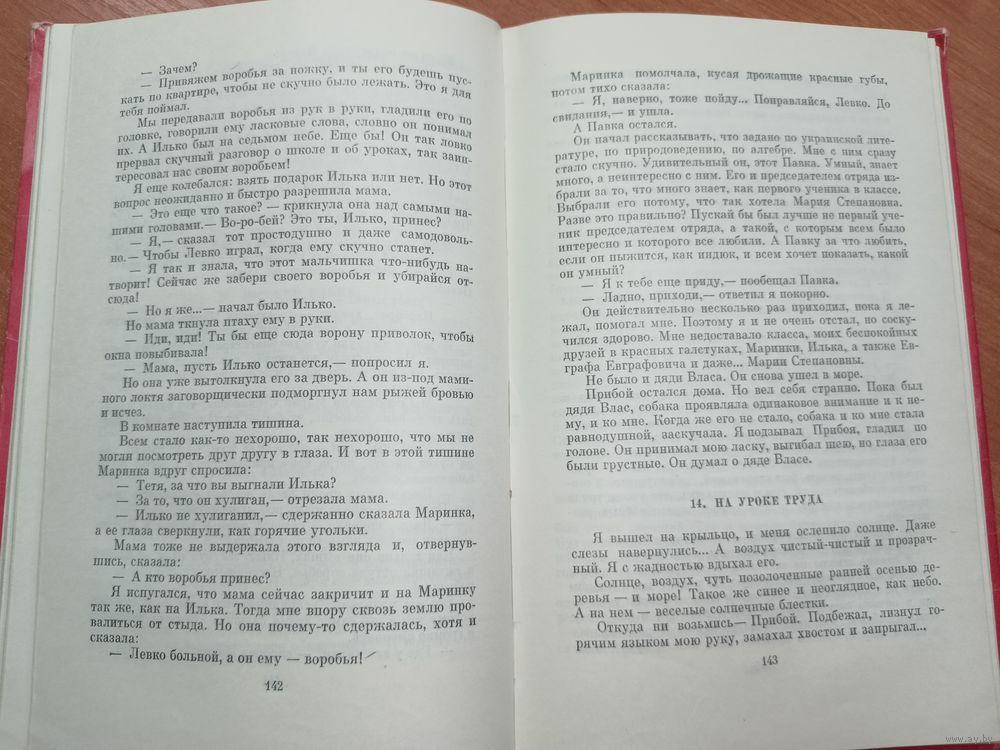 — Зачем?
— Привяжем воробья за ножку, и ты его будешь пус-
кать по квартире, чтобы не скучно было лежать. Это я для
тебя поймал.
Мы передавали воробья из рук в руки, гладили его по
головке, говорили ему ласковые слова, словно он понимал
их. А Илько был на седьмом небе. Еще бы! Он так ловко
прервал скучный разговор о школе и об уроках, так заин-
тересовал нас своим воробьем!
Я еще колебался: взять подарок Илька или нет. Но этот
вопрос неожиданно и быстро разрешила мама.
— Это еще что такое? — крикнула она над самыми на-
шими головами.— Во-ро-бей? Это ты, Илько, принес?
— Я,— сказал тот простодушно и даже самодоволь-
но.— Чтобы Левко играл, когда ему скучно станет.
— Я так и знала, что этот мальчишка что-нибудь на-
творит! Сейчас же забери своего воробья и убирайся от-
сюда!
— Но я же...— начал было Илько.
Но мама ткнула птаху ему в руки.
— Иди, иди! Ты бы еще сюда ворону приволок, чтобы
окна повыбивала!
— Мама, пусть Илько останется,— попросил я.
Но она уже вытолкнула его за дверь. А он из-под мами-
ного локтя заговорщически подморгнул нам рыжей бровью
и исчез.
В комнате наступила тишина.
Всем стало как-то нехорошо, так нехорошо, что мы не
могли посмотреть друг другу в глаза. И вот в этой тишине
Маринка вдруг спросила:
— Тетя, за что вы выгнали Илька?
— За то, что он хулиган,— отрезала мама.
— Илько не хулиганил,— сдержанно сказала Маринка,
а ее глаза сверкнули, как горячие угольки.
Мама тоже не выдержала этого взгляда и, отвернув-
шись, сказала:
— А кто воробья принес?
Я испугался, что мама сейчас закричит и на Маринку
так же, как на Илька. Тогда мне впору сквозь землю про-
валиться от стыда. Но она почему-то сдержалась, хотя и
сказала:
— Левко больной, а он ему — воробья!
142
Маринка помолчала, кусая дрожащие красные губы,
потом тихо сказала:
— Я, наверно, тоже пойду... Поправляйся, Левко. До
свидания,— и ушла.
А Павка остался.
Он начал рассказывать, что задано по украинской лите-
ратуре, по природоведению, по алгебре. Мне с ним сразу
стало скучно. Удивительный он, этот Павка. Умный, знает
много, а неинтересно с ним. Его и председателем отряда из-
брали за то, что много знает, как первого ученика в классе.
Выбрали его потому, что так хотела Мария Степановна.
Разве это правильно? Пускай бы был лучше не первый уче-
ник председателем отряда, а такой, с которым всем было
интересно и которого все любили. А Павку за что любить,
если он пыжится, как индюк, и всем хочет показать, какой
он умный?
— Я к тебе еще приду,— пообещал Павка.
— Ладно, приходи,— ответил я покорно.
Он действительно несколько раз приходил, пока я ле-
жал, помогал мне. Поэтому я и не очень отстал, но соску-
чился здорово. Мне недоставало класса, моих беспокойных
друзей в красных галстуках, Маринки, Илька, а также Ев-
графа Евграфовича и даже... Марии Степановны.
Не было и дяди Власа. Он снова ушел в море.
Прибой остался дома. Но вел себя странно. Пока был
дядя Влас, собака проявляла одинаковое внимание и к не-
му, и ко мне. Когда же его не стало, собака и ко мне стала
равнодушной, заскучала. Я подзывал Прибоя, гладил по
голове. Он принимал мою ласку, выгибал шею, но глаза его
были грустные. Он думал о дяде Власе.
14. НА УРОКЕ ТРУДА
Я вышел на крыльцо, и меня ослепило солнце. Даже
слезы навернулись... А воздух чистый-чистый и прозрач-
ный. Я с жадностью вдыхал его.
Солнце, воздух, чуть позолоченные ранней осенью де-
ревья — и море! Такое же синее и неоглядное, как небо.
А на нем — веселые солнечные блестки.
Откуда ни возьмись— Прибой. Подбежал, лизнул го-
рячим языком мою руку, замахал хвостом и запрыгал...
143
www.ay.by